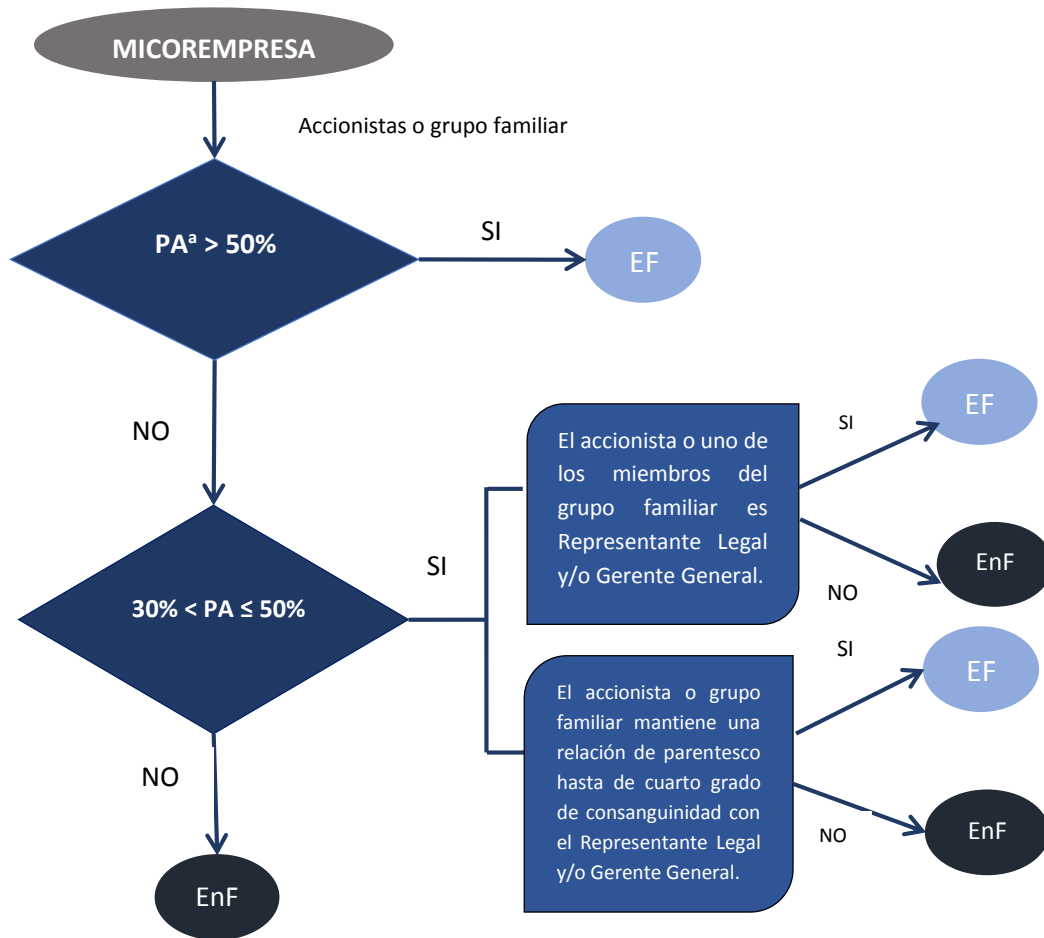 MICOREMPRESA
Accionistas o grupo familiar
PAª > 50%
SI
EF
NO
30% < PA ≤ 50%
SI
El accionista o uno de
los miembros del
grupo familiar es
Representante Legal
y/o Gerente General.
SI
EF
NO
EnF
El accionista o grupo
familiar mantiene una
relación de parentesco
hasta de cuarto grado
de consanguinidad con
el Representante Legal
y/o Gerente General.
SI
EF
NO
EnF
NO
EnF